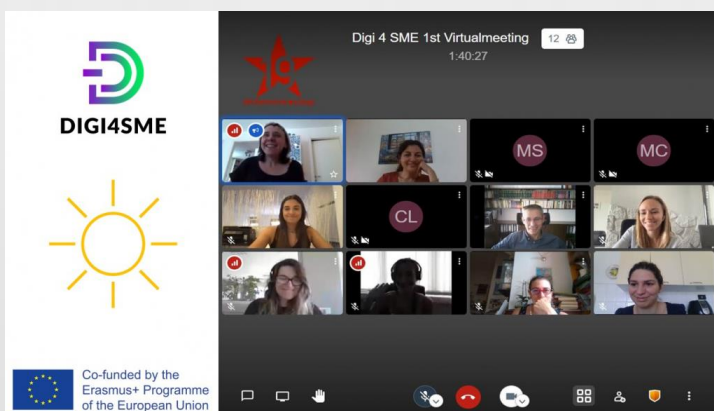 DIGI4SME
Co-funded by the
Erasmus+ Programme
of the European Union
Digi 4 SME 1st Virtualmeeting
12
1:40:27
MS
MC
CL